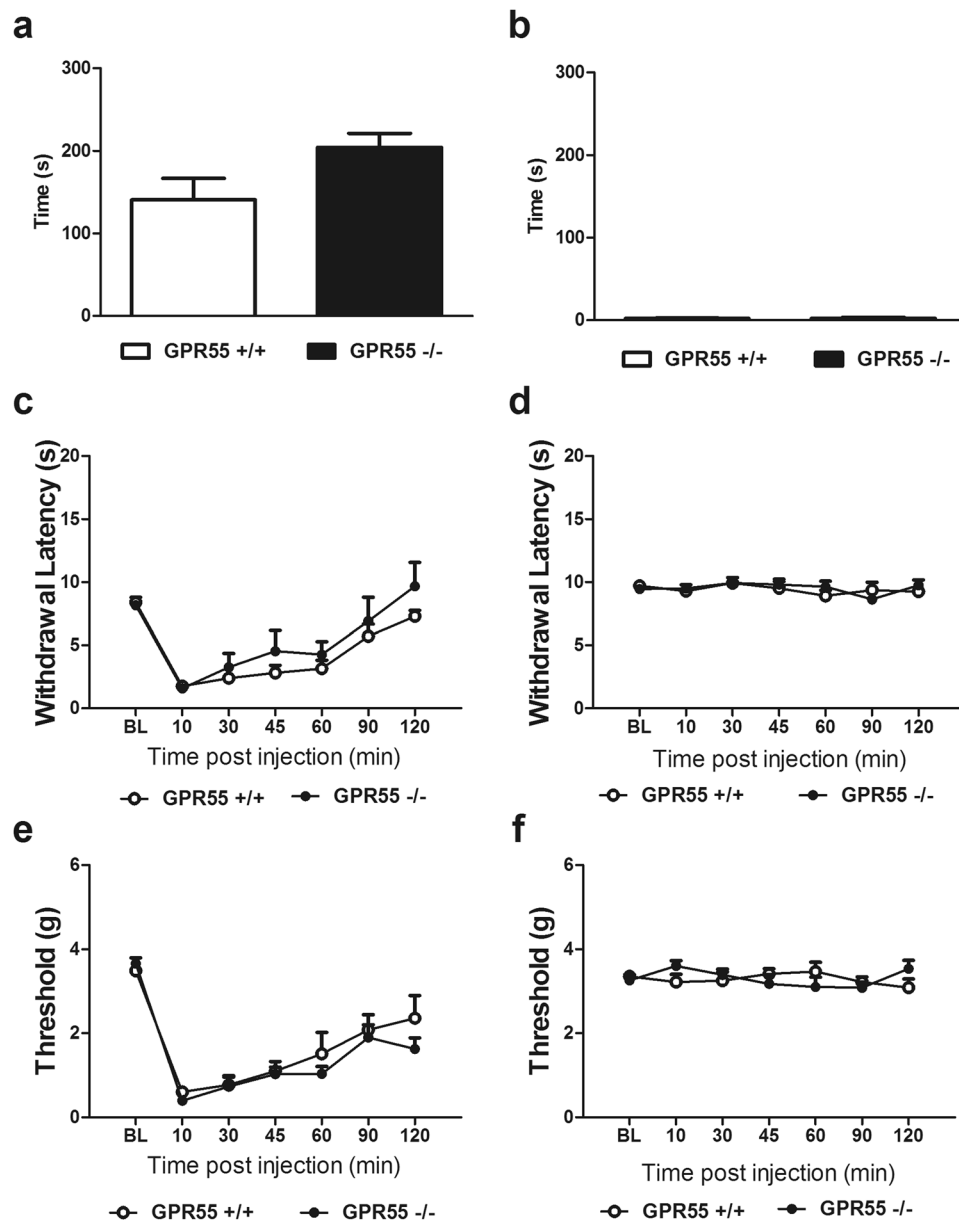 a
b
300
200
100
0
Time (s)
GPR55 +/+
GPR55 -/-
300
200
100
0
Time (s)
GPR55 +/+
GPR55 -/-
c
d
20
15
10
5
0
Withdrawal Latency (s)
BL 10 30 45 60 90 120
Time post injection (min)
GPR55 +/+ GPR55 -/-
20
15
10
5
0
Withdrawal Latency (s)
BL 10 30 45 60 90 120
Time post injection (min)
GPR55 +/+ GPR55 -/-
e
f
6
4
2
0
Threshold (g)
BL 10 30 45 60 90 120
Time post injection (min)
GPR55 +/+ GPR55 -/-
6
4
2
0
Threshold (g)
BL 10 30 45 60 90 120
Time post injection (min)
GPR55 +/+ GPR55 -/-